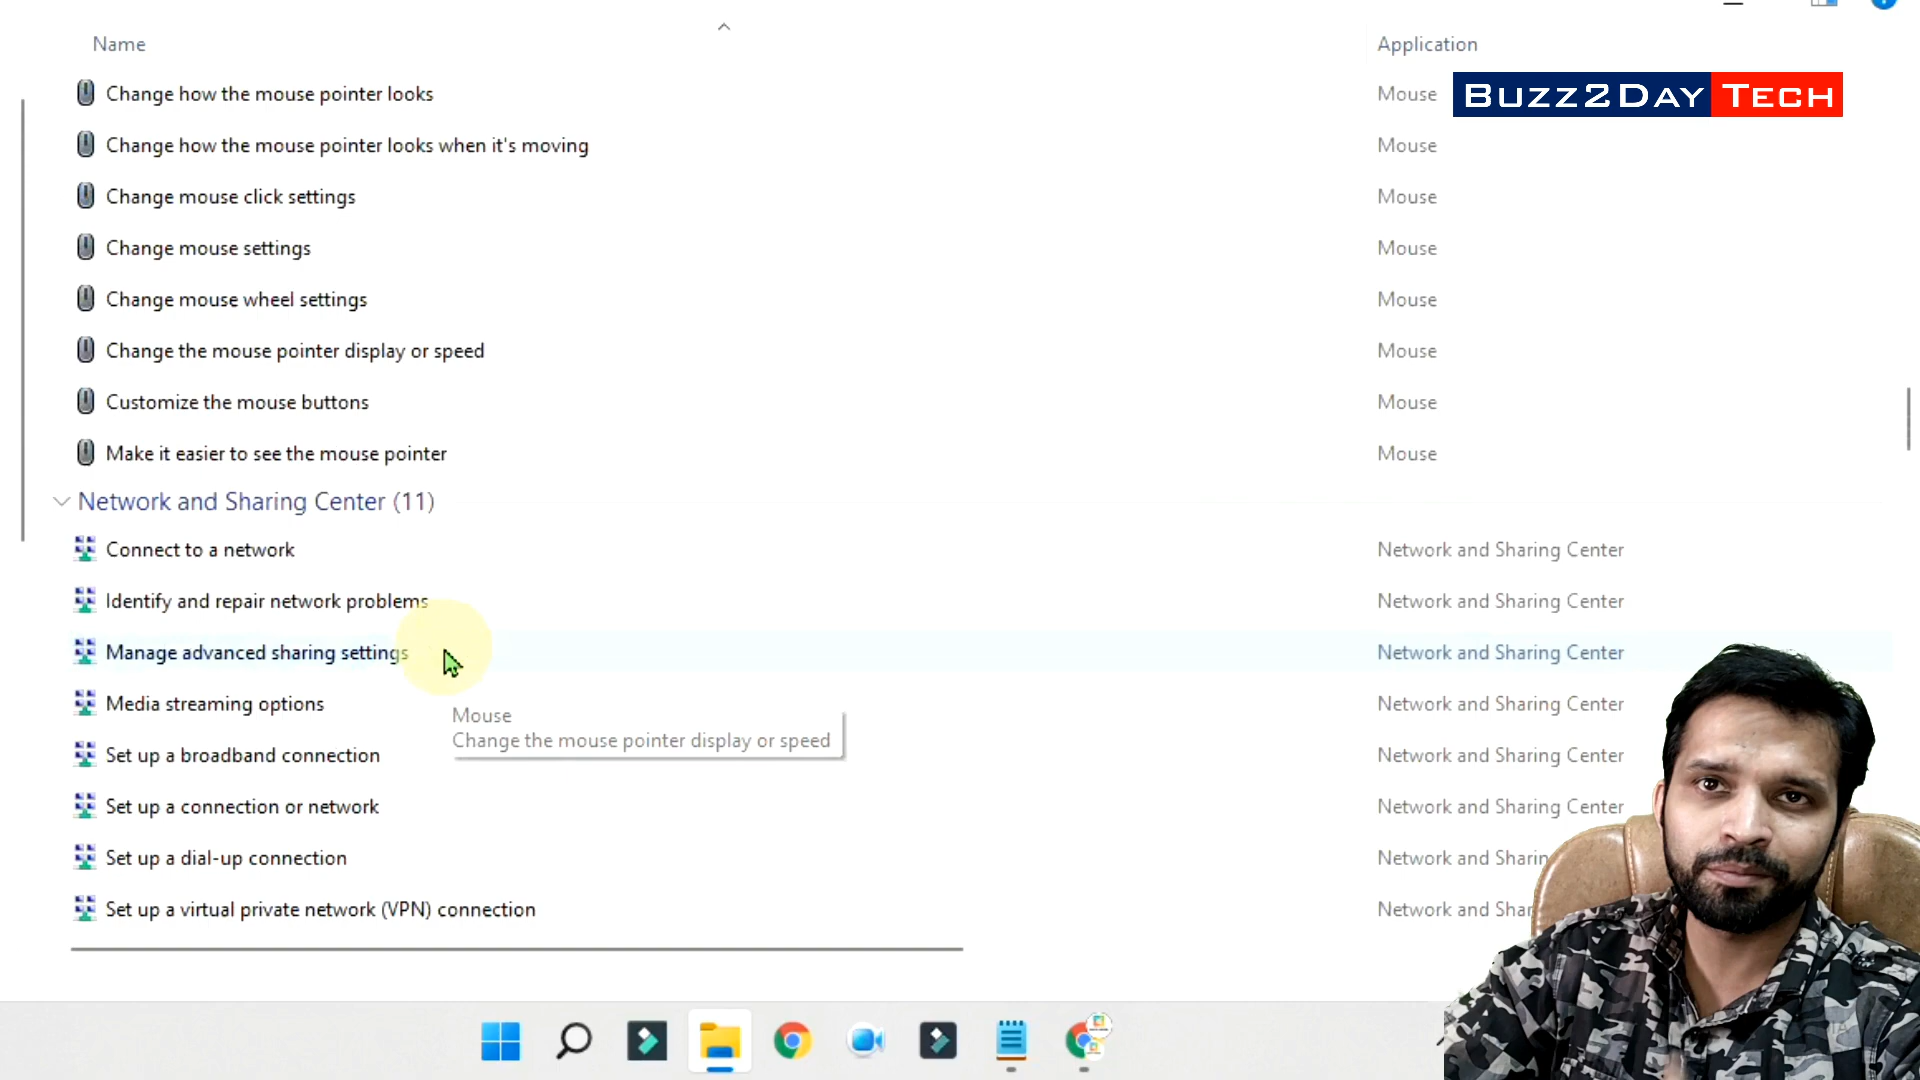 Name Application
Change how the mouse pointer looks Mouse
BUZZ2DAY TECH
Change how the mouse pointer looks when it's moving Mouse
Change mouse click settings Mouse
Change mouse settings Mouse
Change mouse wheel settings Mouse
Change the mouse pointer display or speed Mouse
Customize the mouse buttons Mouse
Make it easier to see the mouse pointer Mouse
Network and Sharing Center (11)
Connect to a network Network and Sharing Center
Identify and repair network problems Network and Sharing Center
Manage advanced sharing settings Network and Sharing Center
Media streaming options Network and Sharing Center
Mouse
Change the mouse pointer display or speed
Set up a broadband connection Network and Sharing Center
Set up a connection or network Network and Sharing Center
Set up a dial-up connection Network and Sharin
Set up a virtual private network (VPN) connection Network and Shar